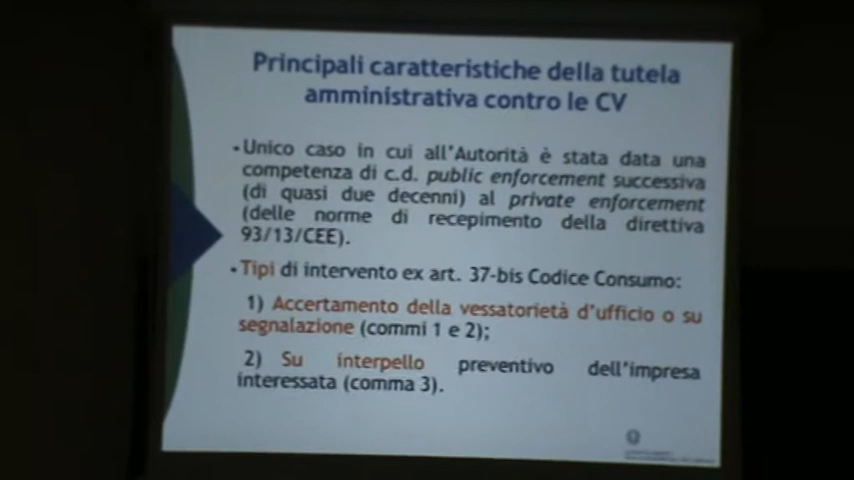 Principali caratteristiche della tutela
amministrativa contro le CV
•Unico caso in cui all'Autorità è stata data una
competenza di c.d. public enforcement successiva
(di quasi due decenni) al private enforcement
(delle norme di recepimento della direttiva
93/13/CEE).
•Tipi di intervento ex art. 37-bis Codice Consumo:
1) Accertamento della vessatorietà d'ufficio o su
segnalazione (commi 1 e 2);
2) Su interpello preventivo dell'impresa
interessata (comma 3).